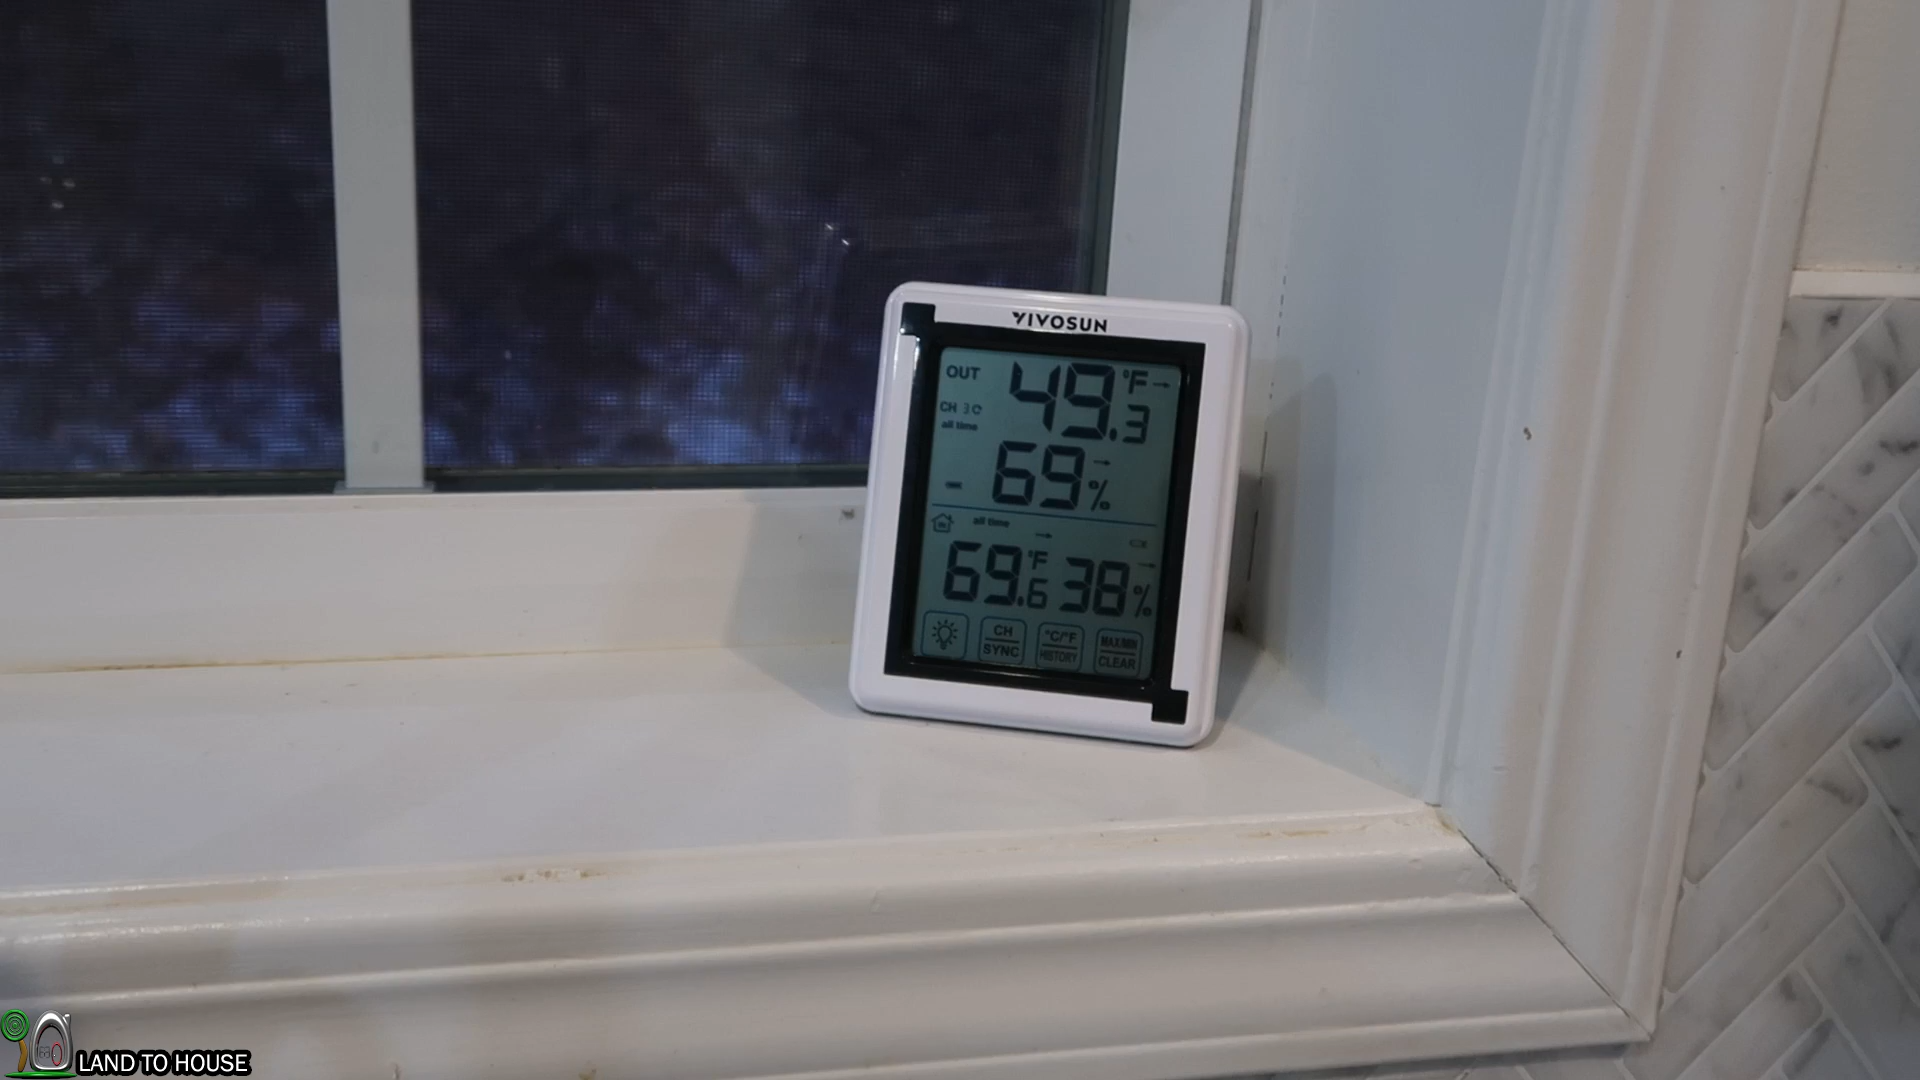 VIVOSUN
OUT 49.3 °F
CH 3
all time
69%
all time
69.6 °F 38%
CH SYNC
°C/°F HISTORY
MAX/MIN CLEAR
LAND TO HOUSE